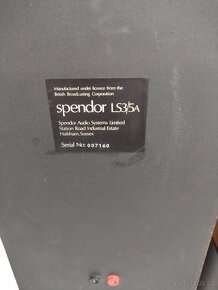 Manufactured under licence from the
British Broadcasting Corporation
spendor LS3/5A
Spendor Audio Systems Limited
Station Road Industrial Estate
Hailsham, Sussex
Serial No: 007160